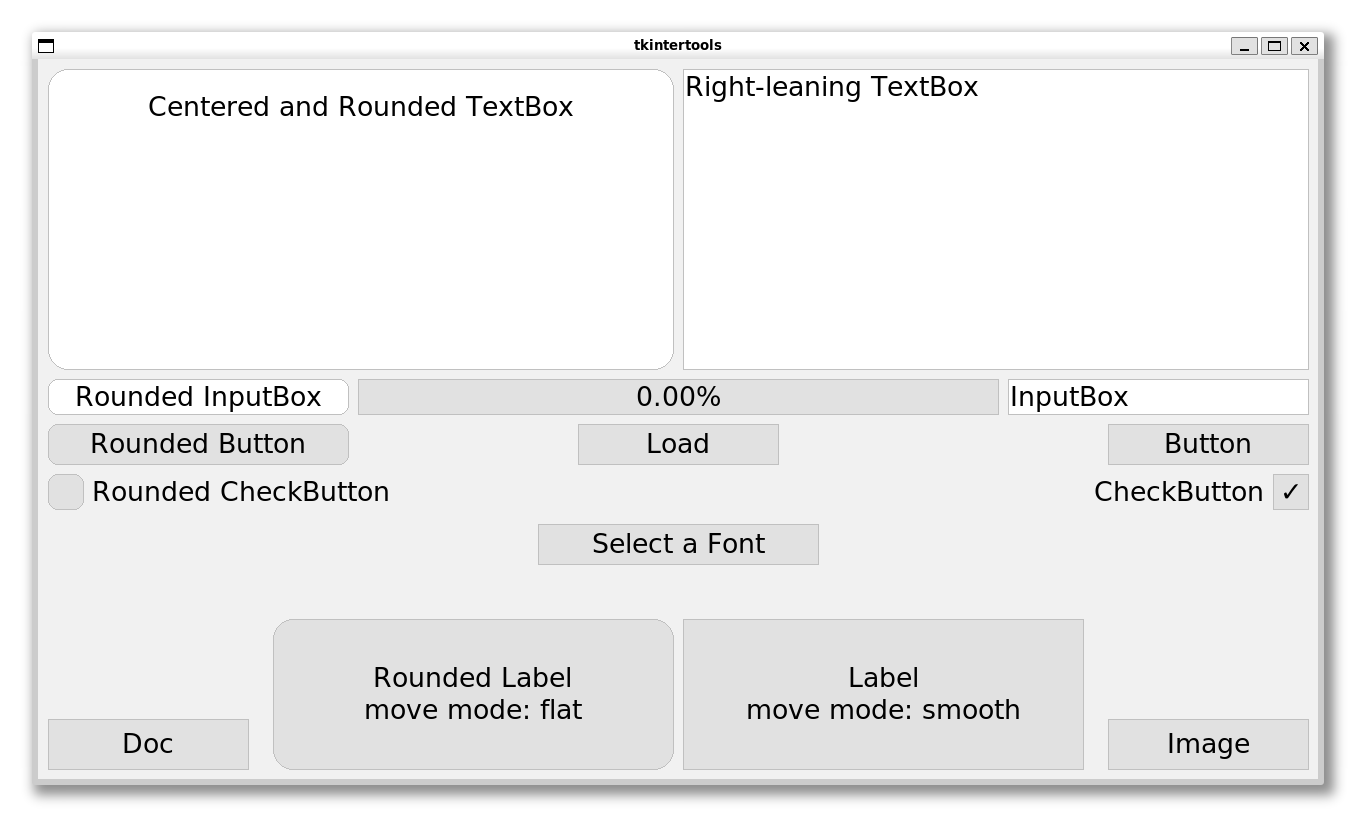 tkintertools
Centered and Rounded TextBox
Right-leaning TextBox
Rounded InputBox
0.00%
InputBox
Rounded Button
Load
Button
Rounded CheckButton
CheckButton ✓
Select a Font
Rounded Label
move mode: flat
Label
move mode: smooth
Doc
Image